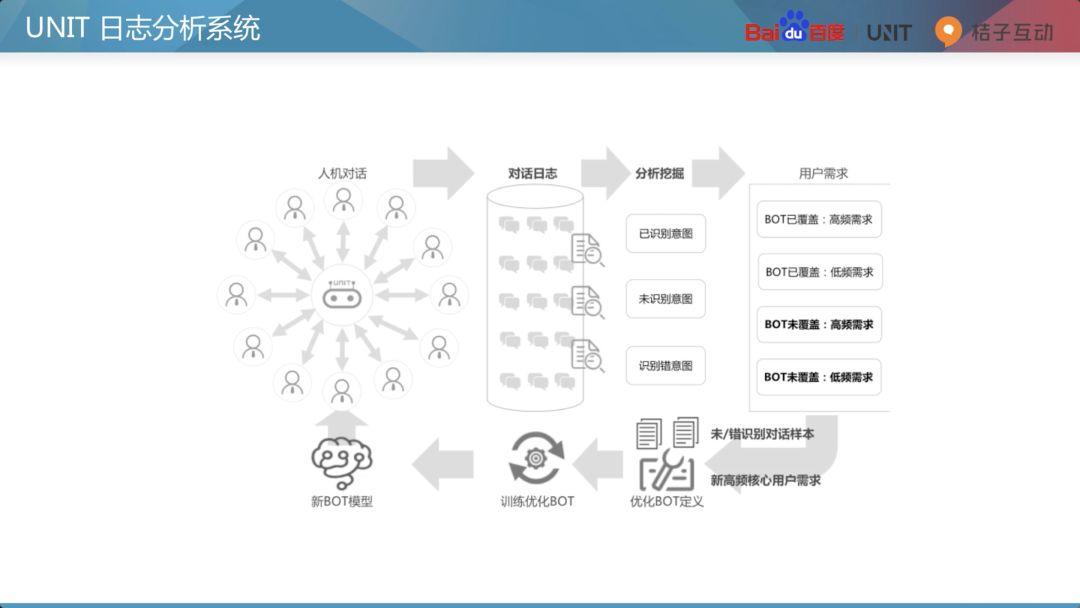 UNIT 日志分析系统
Bai du 百度 UNIT 桔子互动
人机对话
对话日志
分析挖掘
用户需求
UNIT
已识别意图
未识别意图
识别错意图
BOT已覆盖：高频需求
BOT已覆盖：低频需求
BOT未覆盖：高频需求
BOT未覆盖：低频需求
未/错识别对话样本
新高频核心用户需求
优化BOT定义
训练优化BOT
新BOT模型